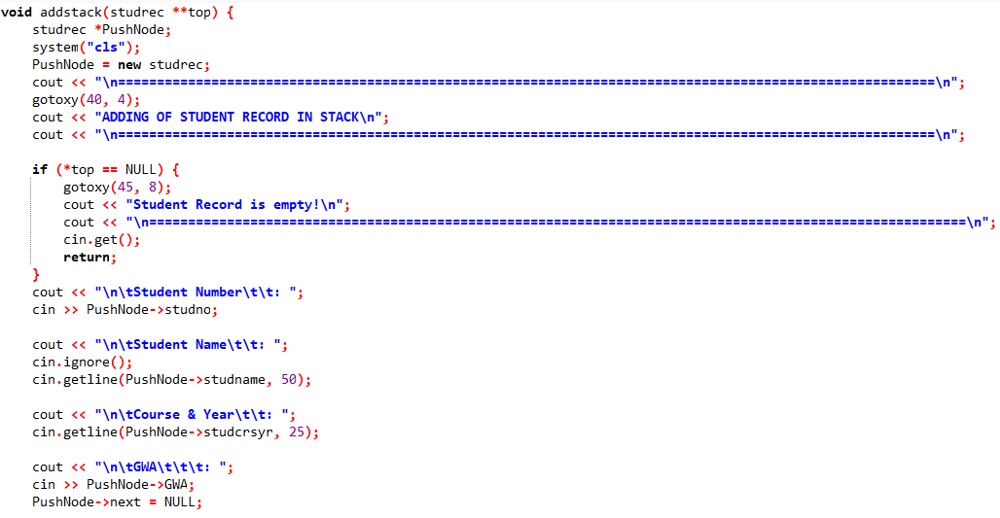 void addstack(studrec **top) {
    studrec *PushNode;
    system("cls");
    PushNode = new studrec;
    cout << "\n=========================================================================================================\n";
    gotoxy(40, 4);
    cout << "ADDING OF STUDENT RECORD IN STACK\n";
    cout << "\n=========================================================================================================\n";

    if (*top == NULL) {
        gotoxy(45, 8);
        cout << "Student Record is empty!\n";
        cout << "\n=========================================================================================================\n";
        cin.get();
        return;
    }
    cout << "\n\tStudent Number\t\t: ";
    cin >> PushNode->studno;

    cout << "\n\tStudent Name\t\t: ";
    cin.ignore();
    cin.getline(PushNode->studname, 50);

    cout << "\n\tCourse & Year\t\t: ";
    cin.getline(PushNode->studcrsyr, 25);

    cout << "\n\tGWA\t\t\t: ";
    cin >> PushNode->GWA;
    PushNode->next = NULL;